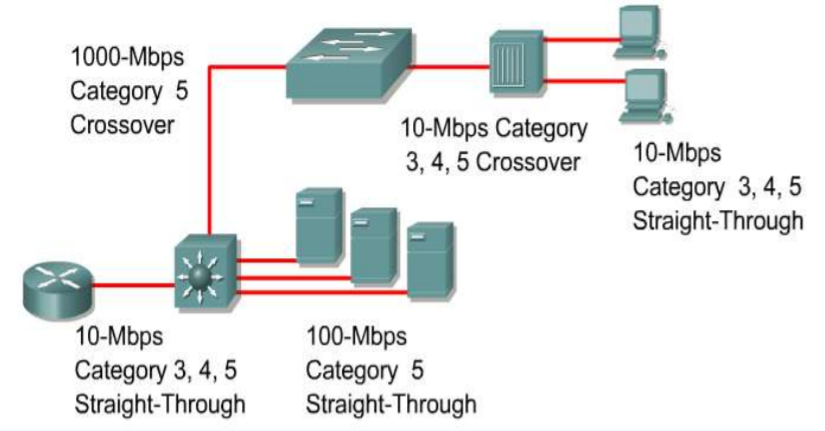 1000-Mbps
Category 5
Crossover
10-Mbps Category
3, 4, 5 Crossover
10-Mbps
Category 3, 4, 5
Straight-Through
10-Mbps
Category 3, 4, 5
Straight-Through
100-Mbps
Category 5
Straight-Through